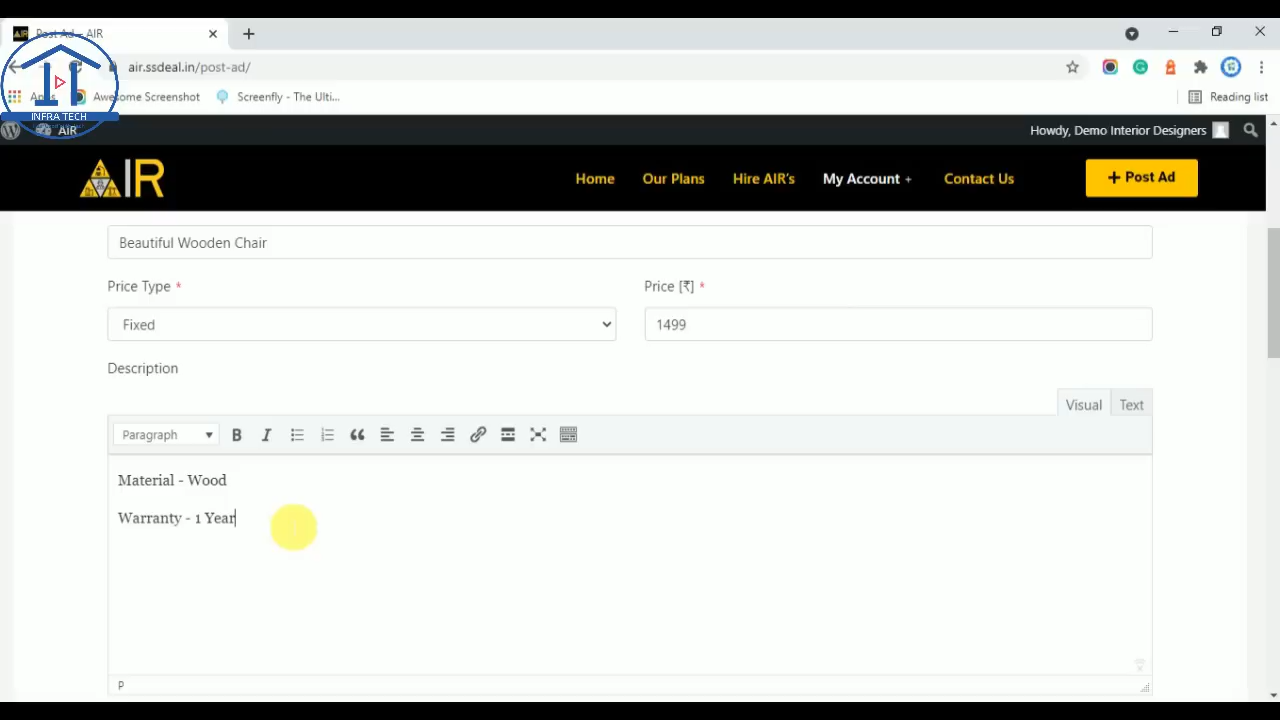 Post Ad - AIR
air.ssdeal.in/post-ad/
Apps
Awesome Screenshot
Screenfly - The Ulti...
Reading list
INFRA TECH
AIR
Howdy, Demo Interior Designers
AIR
Home
Our Plans
Hire AIR's
My Account +
Contact Us
+ Post Ad
Beautiful Wooden Chair
Price Type *
Price [₹] *
Fixed
1499
Description
Visual
Text
Paragraph
Material - Wood
Warranty - 1 Year
P